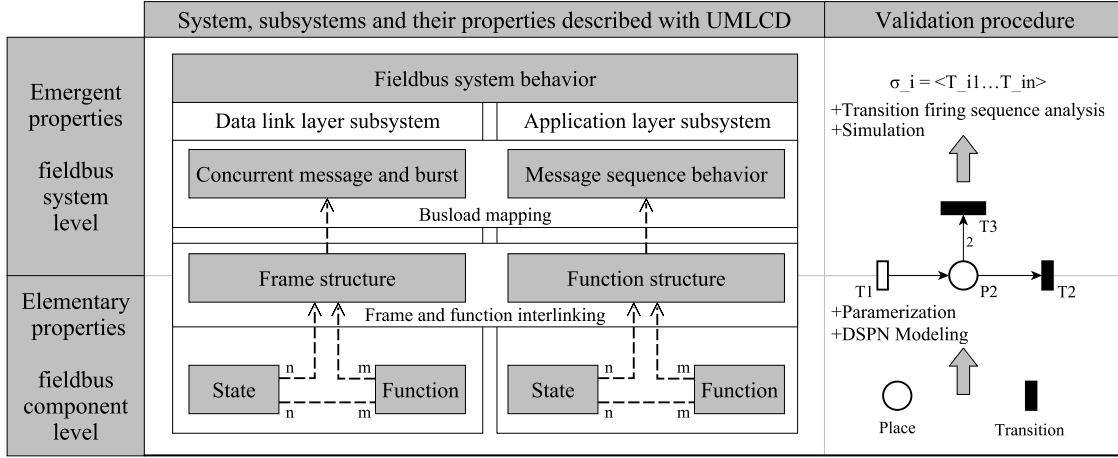 System, subsystems and their properties described with UMLCD
Validation procedure
Emergent
properties
fieldbus
system
level
Fieldbus system behavior
Data link layer subsystem
Application layer subsystem
Concurrent message and burst
Message sequence behavior
Busload mapping
σ_i = <T_i1…T_in>
+Transition firing sequence analysis
+Simulation
T3
2
T1
P2
T2
Elementary
properties
fieldbus
component
level
Frame structure
Function structure
Frame and function interlinking
n
m
n
m
State
Function
State
Function
n
m
n
m
+Paramerization
+DSPN Modeling
Place
Transition